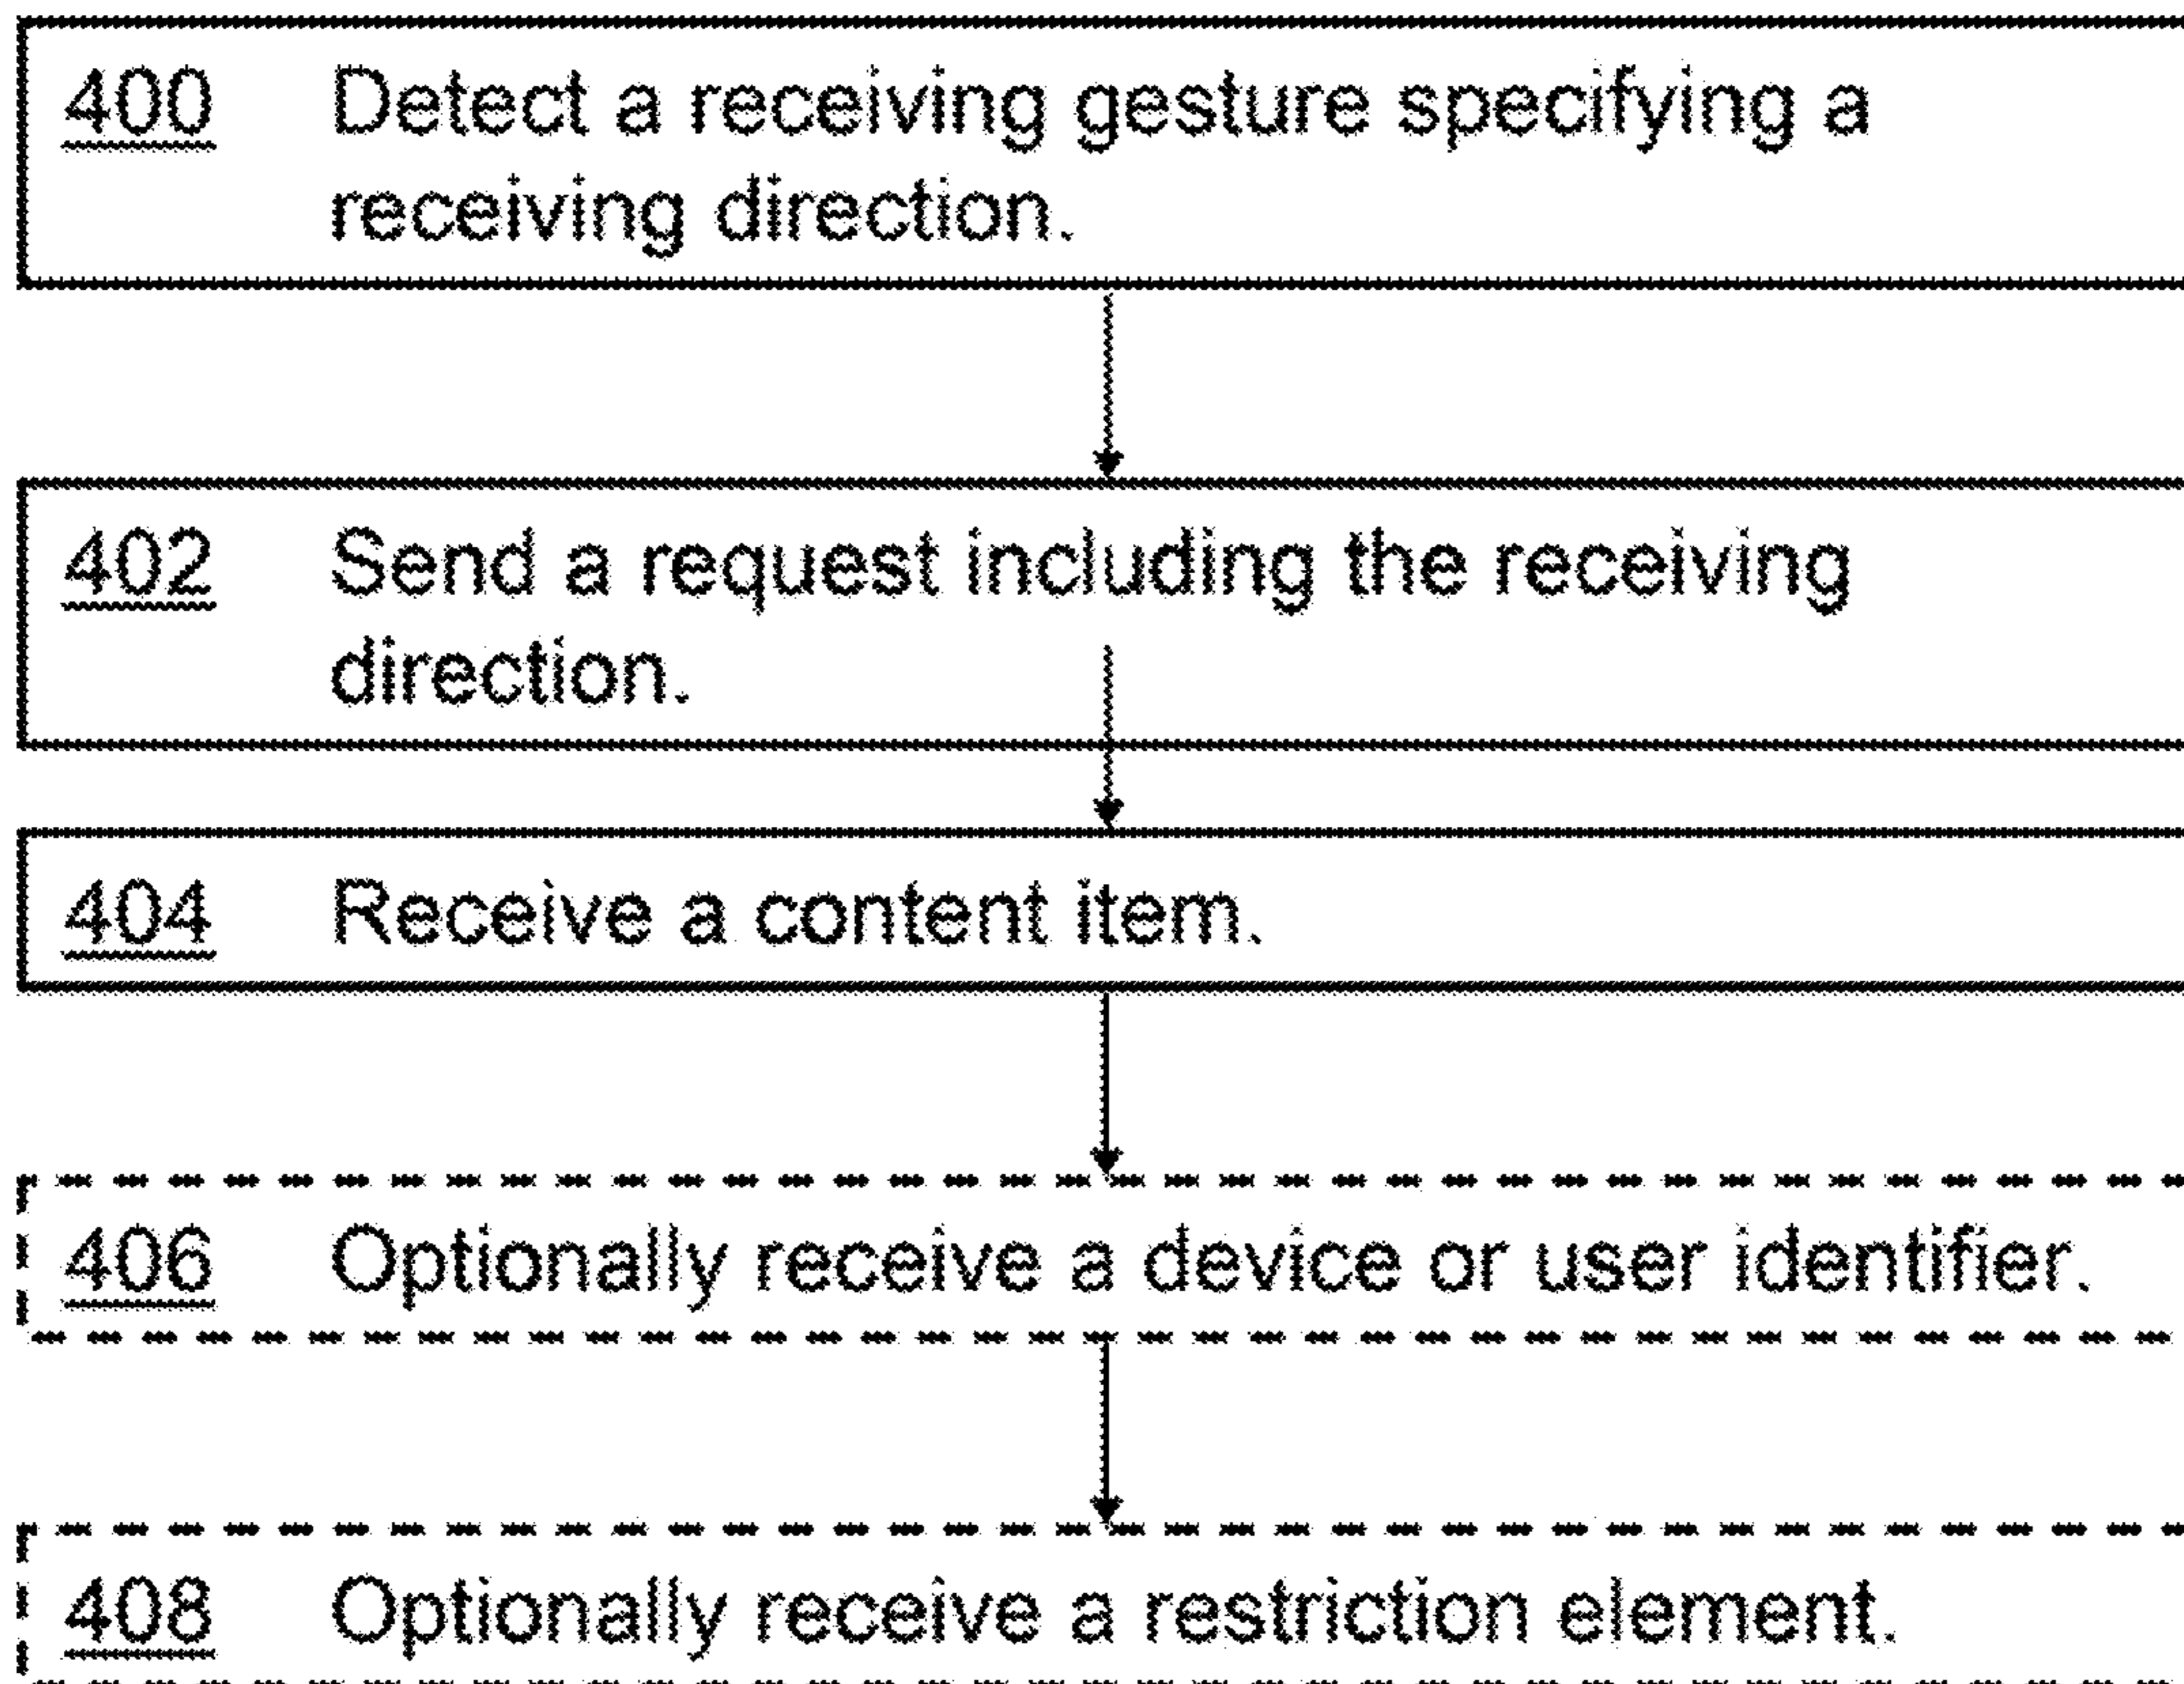 400 Detect a receiving gesture specifying a
receiving direction.
402 Send a request including the receiving
direction.
404 Receive a content item.
406 Optionally receive a device or user identifier.
408 Optionally receive a restriction element.